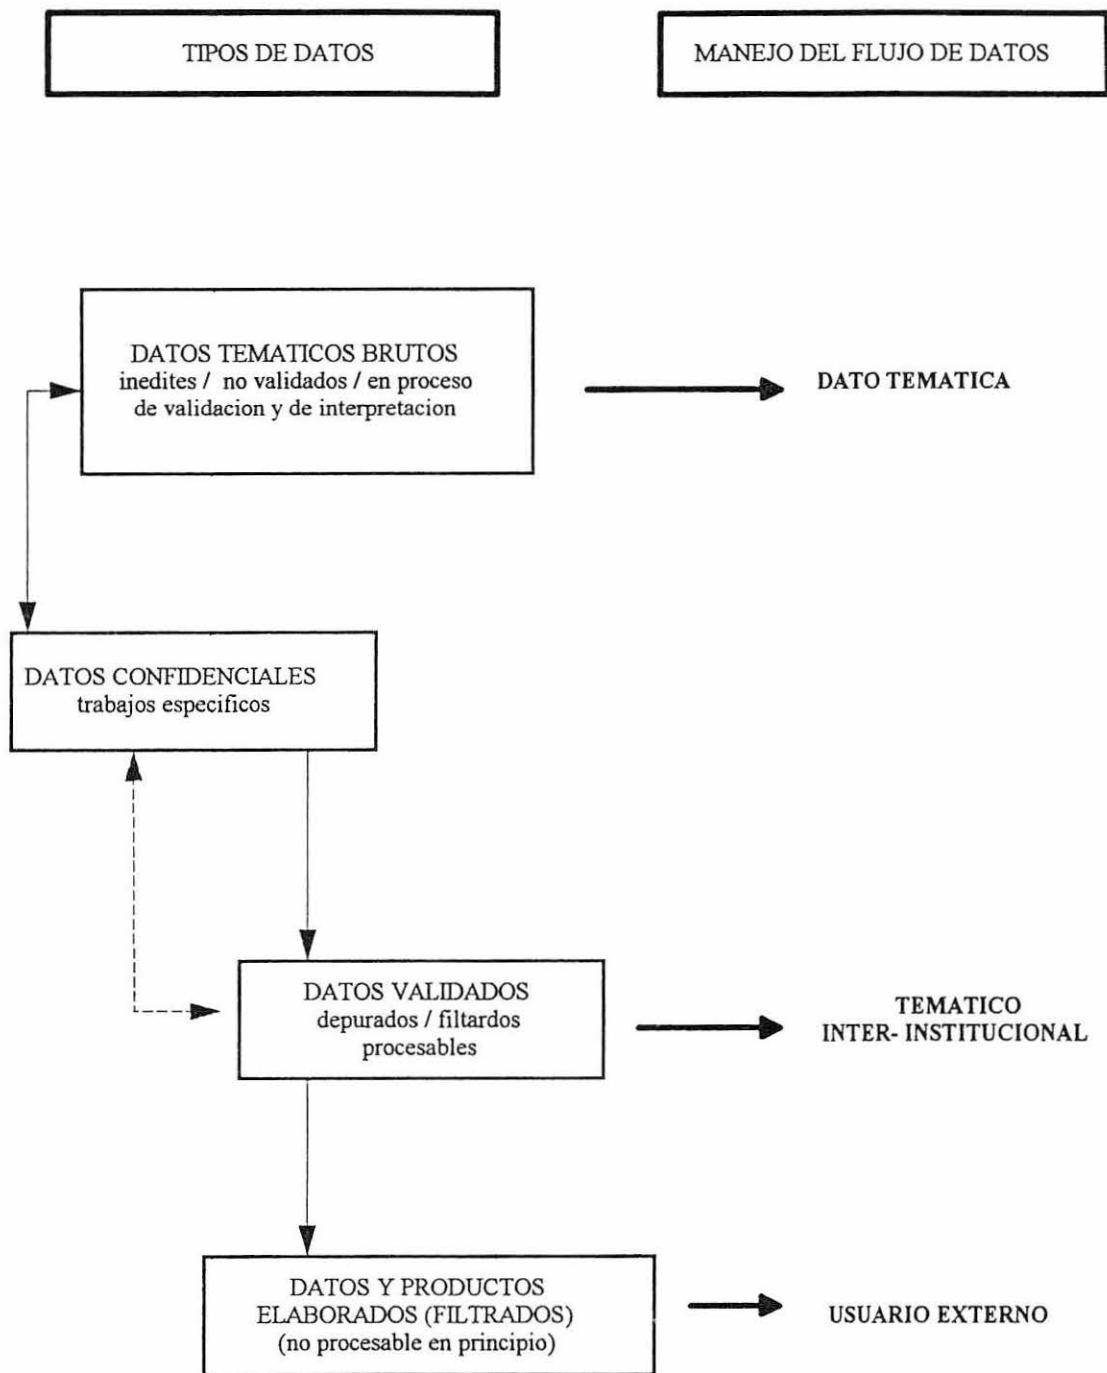 TIPOS DE DATOS
MANEJO DEL FLUJO DE DATOS
DATOS TEMATICOS BRUTOS
inedites / no validados / en proceso
de validacion y de interpretacion
DATO TEMATICA
DATOS CONFIDENCIALES
trabajos especificos
DATOS VALIDADOS
depurados / filtardos
procesables
TEMATICO
INTER- INSTITUCIONAL
DATOS Y PRODUCTOS
ELABORADOS (FILTRADOS)
(no procesable en principio)
USUARIO EXTERNO